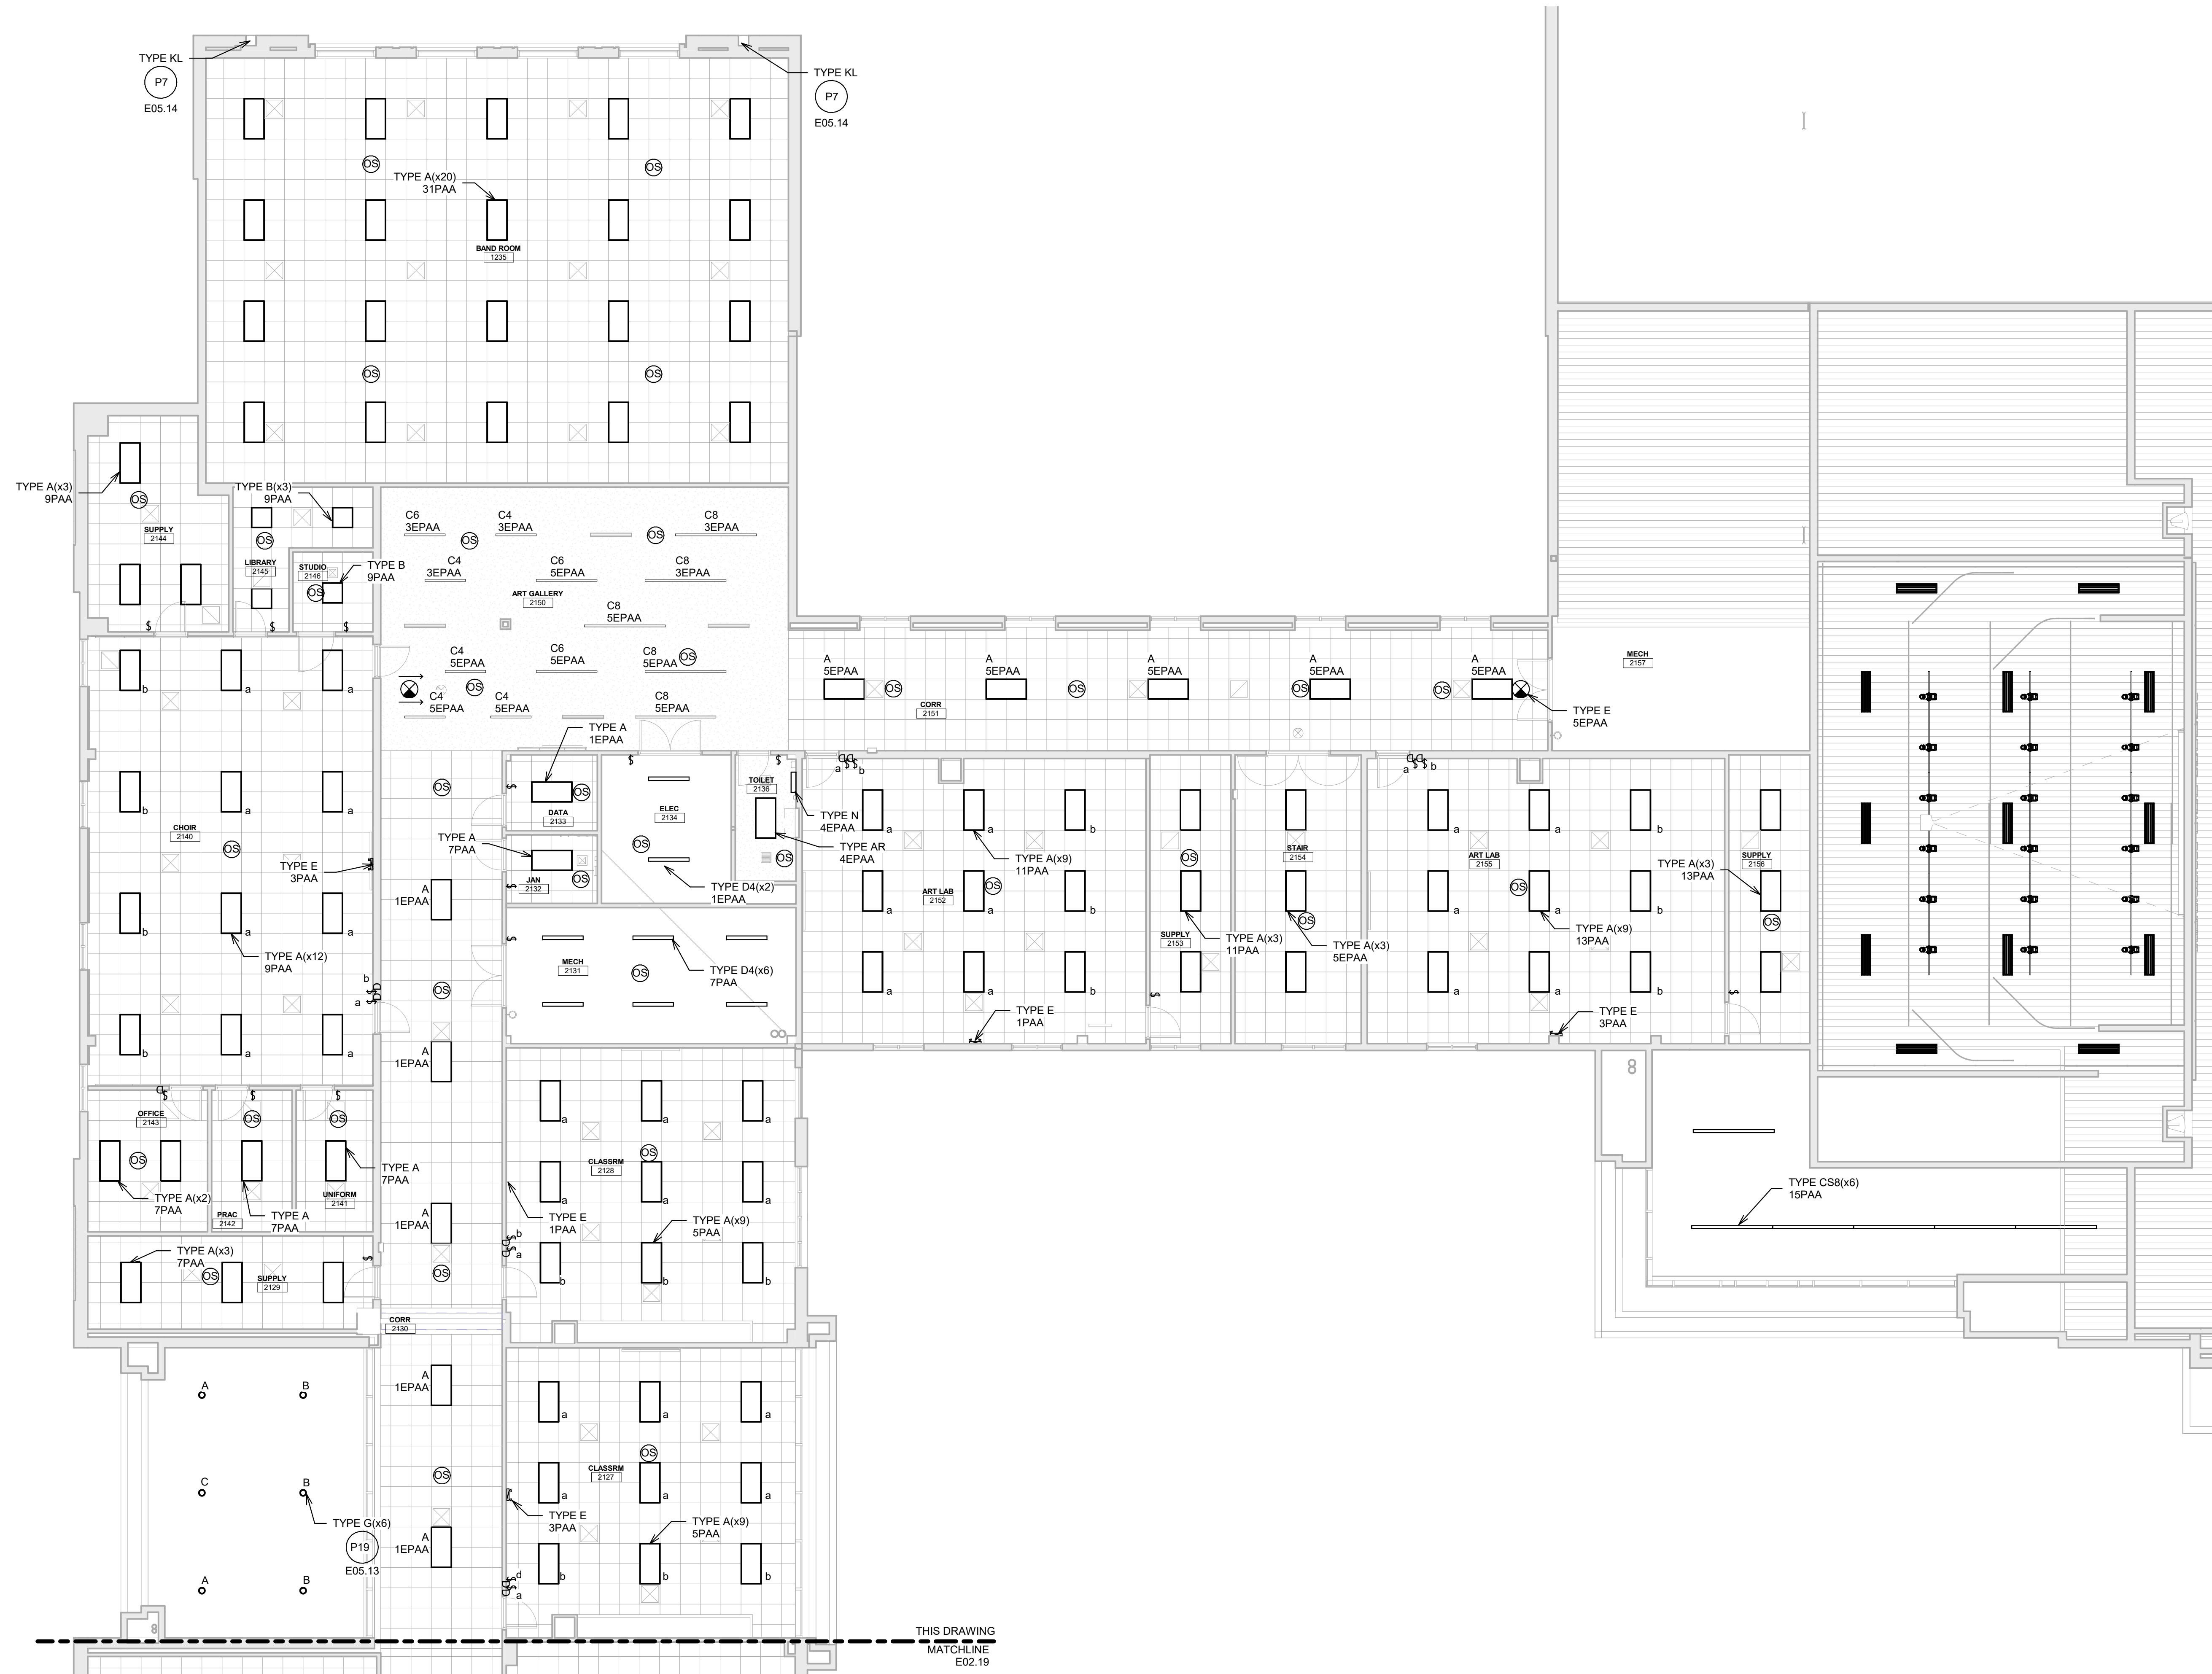 TYPE KL
P7
E05.14
TYPE KL
P7
E05.14
OS
OS
TYPE A(x20)
31PAA
BAND ROOM
1235
OS
OS
TYPE A(x3)
9PAA
OS
SUPPLY
2144
TYPE B(x3)
9PAA
OS
LIBRARY
2145
STUDIO
2146
OS
TYPE B
9PAA
$
$
$
C6
3EPAA
OS
C4
3EPAA
OS
C8
3EPAA
C4
3EPAA
C6
5EPAA
C8
3EPAA
ART GALLERY
2150
C8
5EPAA
C4
5EPAA
C6
5EPAA
C8
5EPAA
OS
OS
C4
5EPAA
C4
5EPAA
C8
5EPAA
A
5EPAA
OS
A
5EPAA
OS
A
5EPAA
OS
A
5EPAA
OS
A
5EPAA
CORR
2151
TYPE E
5EPAA
MECH
2157
b
a
a
b
a
a
CHOIR
2140
OS
TYPE E
3PAA
b
a
a
TYPE A(x12)
9PAA
b
$
D
a
$
D
b
a
a
OS
TYPE A
1EPAA
$
OS
DATA
2133
TYPE A
7PAA
OS
JAN
2132
$
$
ELEC
2134
OS
TYPE D4(x2)
1EPAA
$
TOILET
2136
TYPE N
4EPAA
TYPE AR
4EPAA
OS
A
1EPAA
$
MECH
2131
OS
TYPE D4(x6)
7PAA
OS
A
1EPAA
D
D
$
$
a
b
a
a
b
TYPE A(x9)
11PAA
ART LAB
2152
OS
a
a
b
a
a
b
TYPE E
1PAA
OS
SUPPLY
2153
TYPE A(x3)
11PAA
$
STAIR
2154
OS
TYPE A(x3)
5EPAA
D
D
$
$
a
b
a
a
b
ART LAB
2155
OS
a
a
b
TYPE A(x9)
13PAA
a
a
b
TYPE E
3PAA
TYPE A(x3)
13PAA
SUPPLY
2156
OS
$
D
$
$
$
OFFICE
2143
OS
TYPE A(x2)
7PAA
OS
PRAC
2142
TYPE A
7PAA
OS
UNIFORM
2141
TYPE A
7PAA
TYPE A(x3)
7PAA
OS
SUPPLY
2129
$
A
1EPAA
OS
CORR
2130
a
a
a
CLASSRM
2128
OS
a
a
a
TYPE E
1PAA
TYPE A(x9)
5PAA
b
a
D
D
$
$
b
b
b
TYPE CS8(x6)
15PAA
A
B
C
B
TYPE G(x6)
P19
E05.13
A
B
A
1EPAA
OS
A
1EPAA
a
a
a
OS
CLASSRM
2127
a
a
a
TYPE E
3PAA
TYPE A(x9)
5PAA
d
a
D
D
$
$
b
b
b
THIS DRAWING
MATCHLINE
E02.19